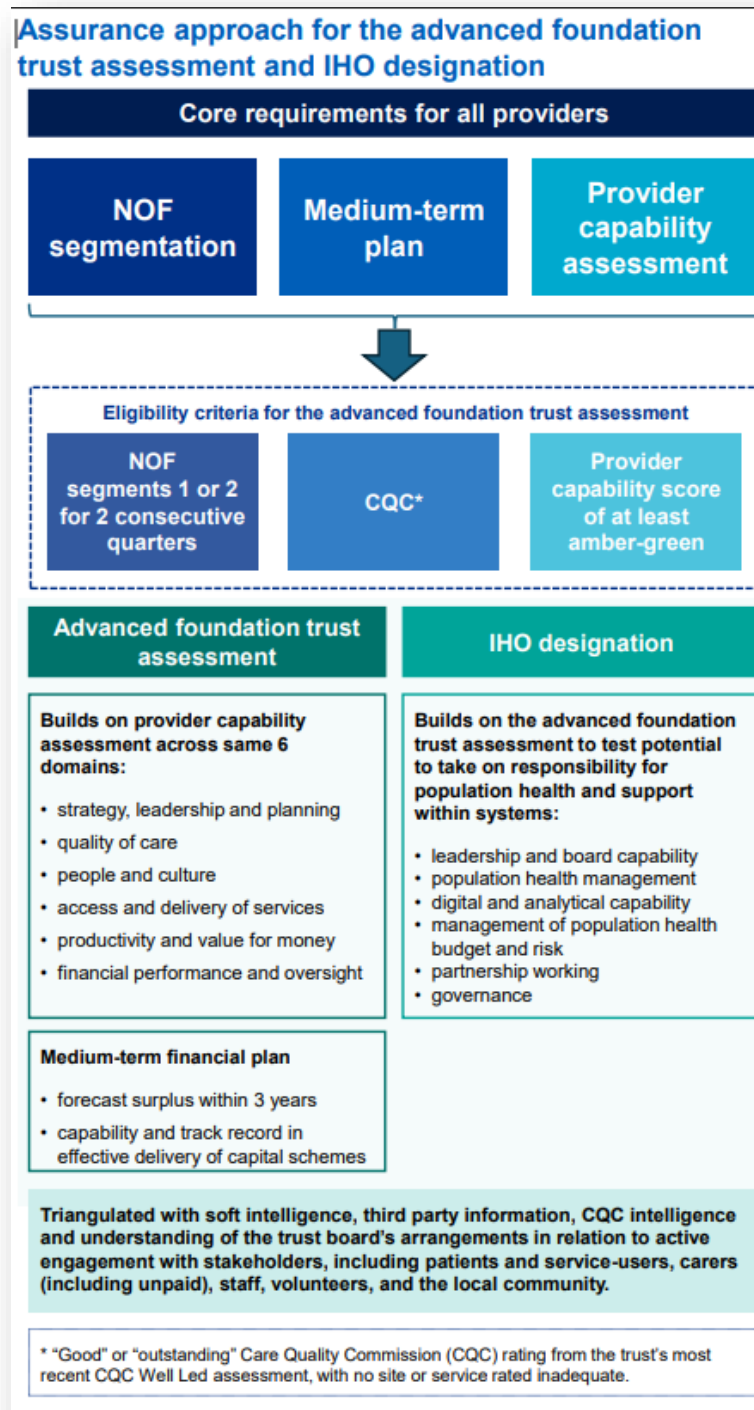 Assurance approach for the advanced foundation
trust assessment and IHO designation
Core requirements for all providers
NOF
segmentation
Medium-term
plan
Provider
capability
assessment
Eligibility criteria for the advanced foundation trust assessment
NOF
segments 1 or 2
for 2 consecutive
quarters
CQC*
Provider
capability score
of at least
amber-green
Advanced foundation trust
assessment
Builds on provider capability
assessment across same 6
domains:
• strategy, leadership and planning
• quality of care
• people and culture
• access and delivery of services
• productivity and value for money
• financial performance and oversight
Medium-term financial plan
• forecast surplus within 3 years
• capability and track record in
effective delivery of capital schemes
IHO designation
Builds on the advanced foundation
trust assessment to test potential
to take on responsibility for
population health and support
within systems:
• leadership and board capability
• population health management
• digital and analytical capability
• management of population health
budget and risk
• partnership working
• governance
Triangulated with soft intelligence, third party information, CQC intelligence
and understanding of the trust board's arrangements in relation to active
engagement with stakeholders, including patients and service-users, carers
(including unpaid), staff, volunteers, and the local community.
* "Good" or "outstanding" Care Quality Commission (CQC) rating from the trust's most
recent CQC Well Led assessment, with no site or service rated inadequate.